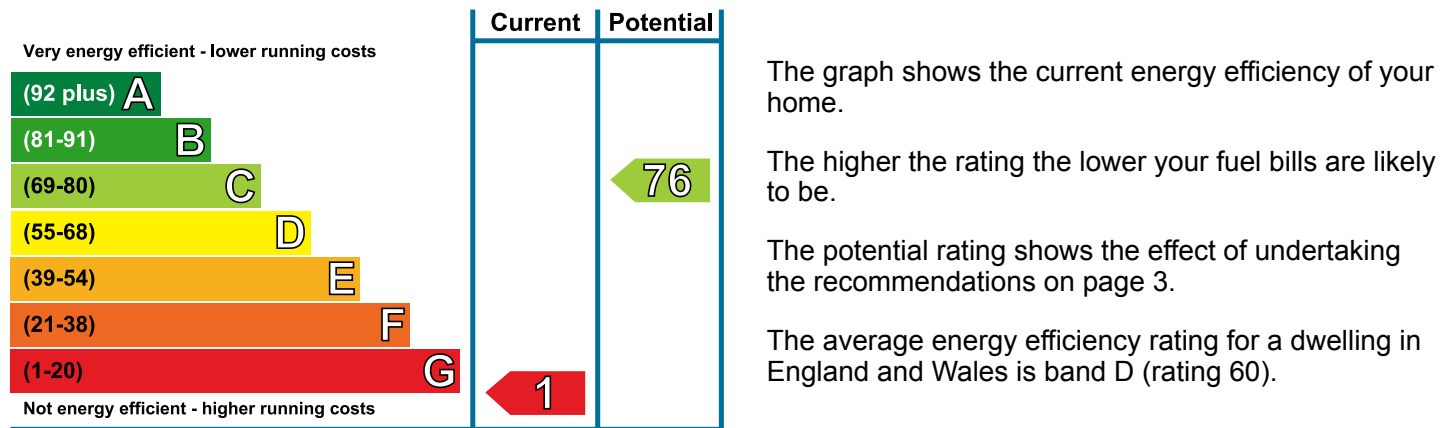 Current Potential
Very energy efficient - lower running costs
(92 plus) A
(81-91) B
(69-80) C
76
(55-68) D
(39-54) E
(21-38) F
(1-20) G
1
Not energy efficient - higher running costs
The graph shows the current energy efficiency of your
home.
The higher the rating the lower your fuel bills are likely
to be.
The potential rating shows the effect of undertaking
the recommendations on page 3.
The average energy efficiency rating for a dwelling in
England and Wales is band D (rating 60).